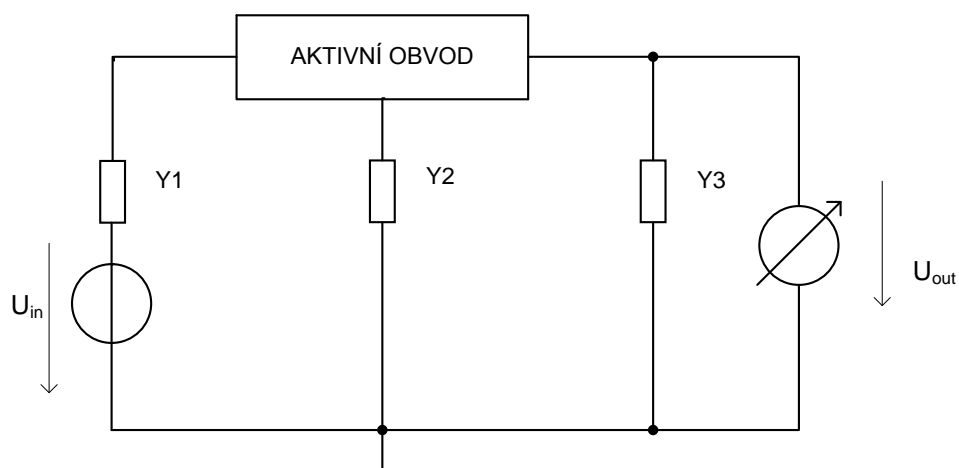 AKTIVNÍ OBVOD
Y1
Y2
Y3
Uin
Uout